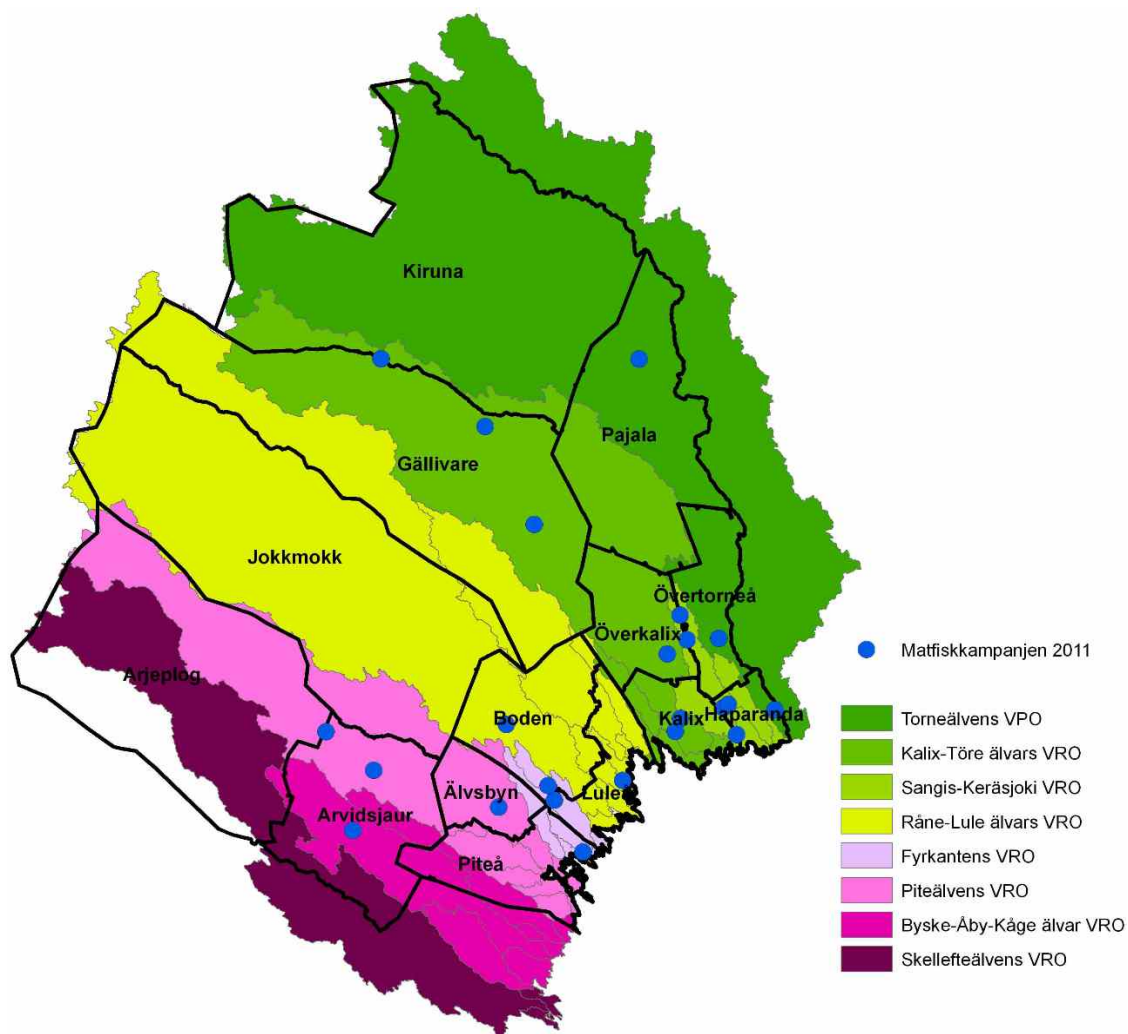 Kiruna
Pajala
Gällivare
Jokkmokk
Övertorneå
Överkalix
Arjeplog
Boden
Kalix
Haparanda
Älvsbyn
Luleå
Arvidsjaur
Piteå
Matfiskkampanjen 2011
Torneälvens VPO
Kalix-Töre älvars VRO
Sangis-Keräsjoki VRO
Råne-Lule älvars VRO
Fyrkantens VRO
Piteälvens VRO
Byske-Åby-Kåge älvar VRO
Skellefteälvens VRO